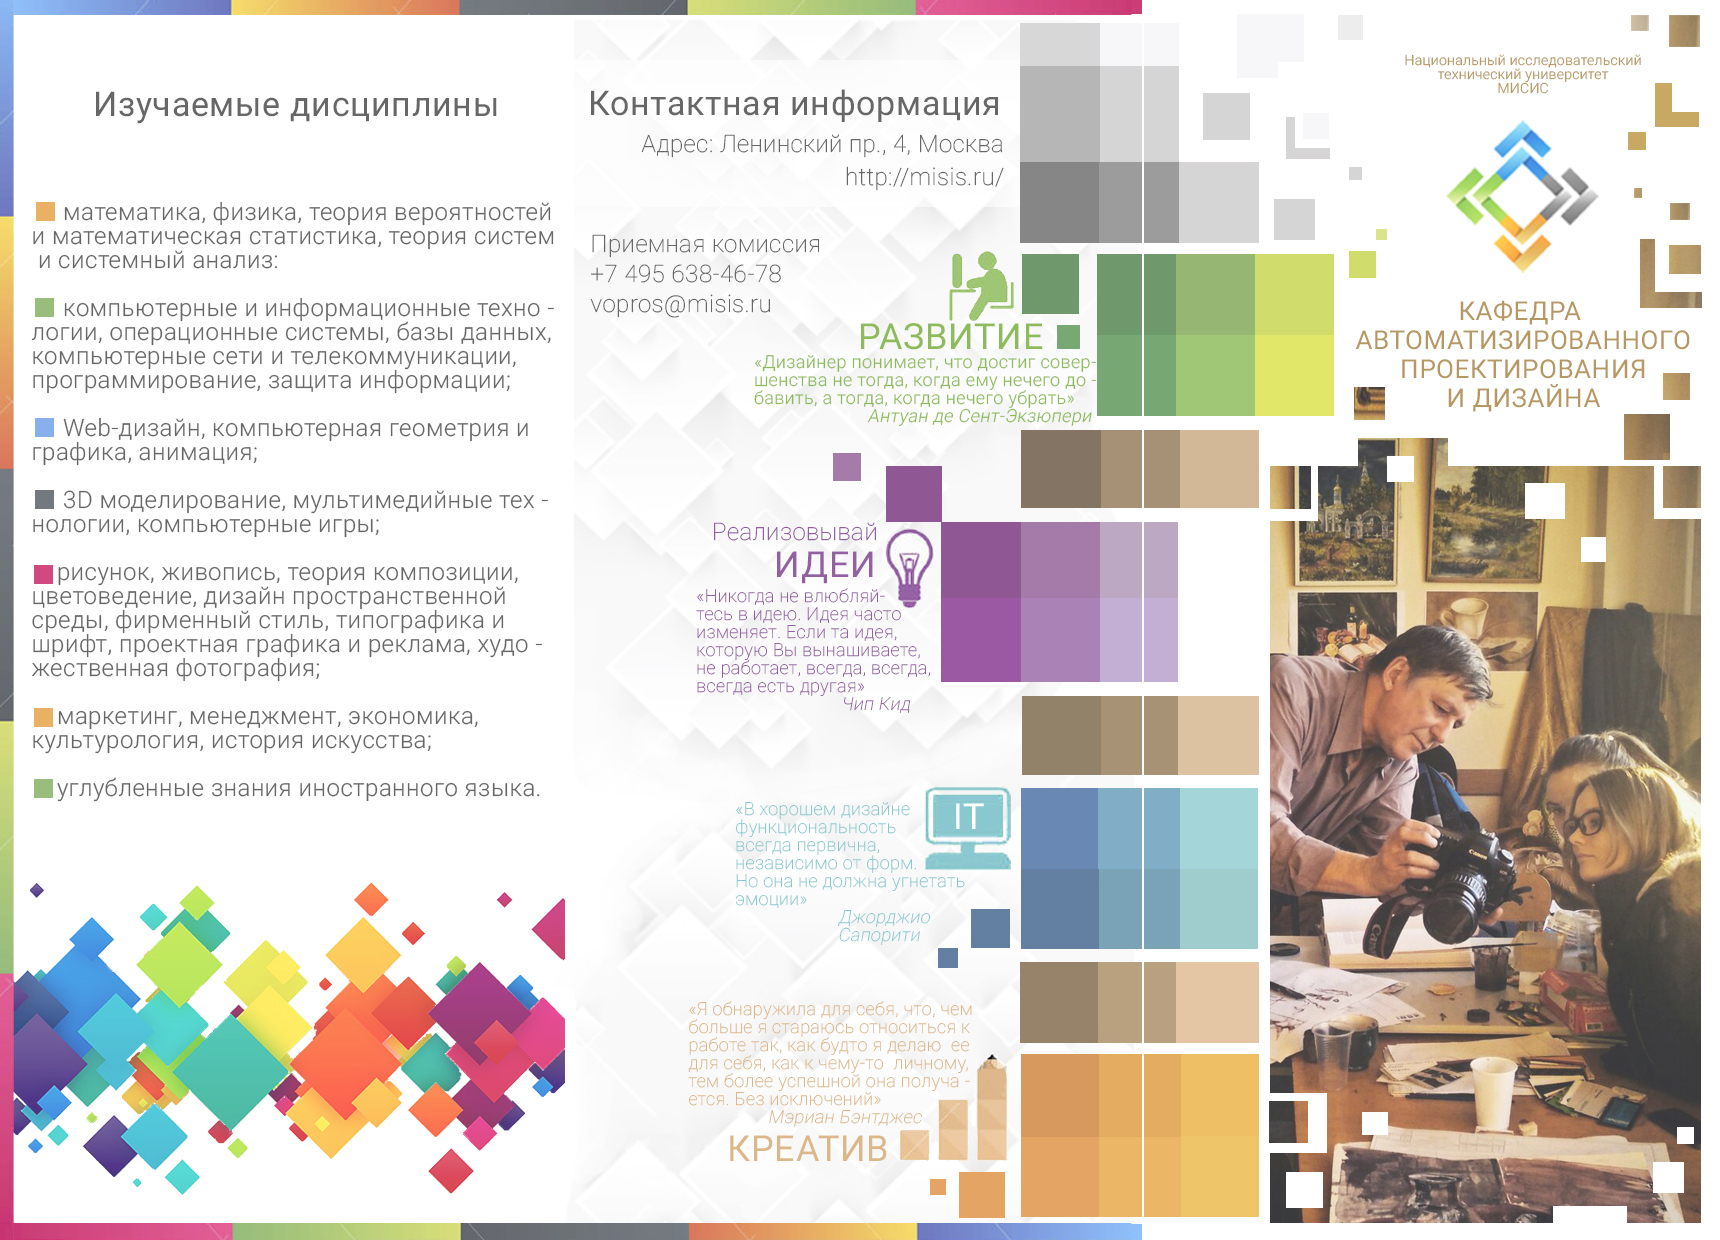 Изучаемые дисциплины
математика, физика, теория вероятностей
и математическая статистика, теория систем
и системный анализ:
компьютерные и информационные техно -
логии, операционные системы, базы данных,
компьютерные сети и телекоммуникации,
программирование, защита информации;
Web-дизайн, компьютерная геометрия и
графика, анимация;
3D моделирование, мультимедийные тех -
нологии, компьютерные игры;
рисунок, живопись, теория композиции,
цветоведение, дизайн пространственной
среды, фирменный стиль, типографика и
шрифт, проектная графика и реклама, худо -
жественная фотография;
маркетинг, менеджмент, экономика,
культурология, история искусства;
углубленные знания иностранного языка.
Контактная информация
Адрес: Ленинский пр., 4, Москва
http://misis.ru/
Приемная комиссия
+7 495 638-46-78
vopros@misis.ru
РАЗВИТИЕ
«Дизайнер понимает, что достиг совер-
шенства не тогда, когда ему нечего до -
бавить, а тогда, когда нечего убрать»
Антуан де Сент-Экзюпери
Реализовывай
ИДЕИ
«Никогда не влюбляй-
тесь в идею. Идея часто
изменяет. Если та идея,
которую Вы вынашиваете,
не работает, всегда, всегда,
всегда есть другая»
Чип Кид
IT
«В хорошем дизайне
функциональность
всегда первична,
независимо от форм.
Но она не должна угнетать
эмоции»
Джорджио
Сапорити
«Я обнаружила для себя, что, чем
больше я стараюсь относиться к
работе так, как будто я делаю ее
для себя, как к чему-то личному,
тем более успешной она получа -
ется. Без исключений»
Мэриан Бэнтджес
КРЕАТИВ
Национальный исследовательский
технический университет
МИСИС
КАФЕДРА
АВТОМАТИЗИРОВАННОГО
ПРОЕКТИРОВАНИЯ
И ДИЗАЙНА
Canon
Canon